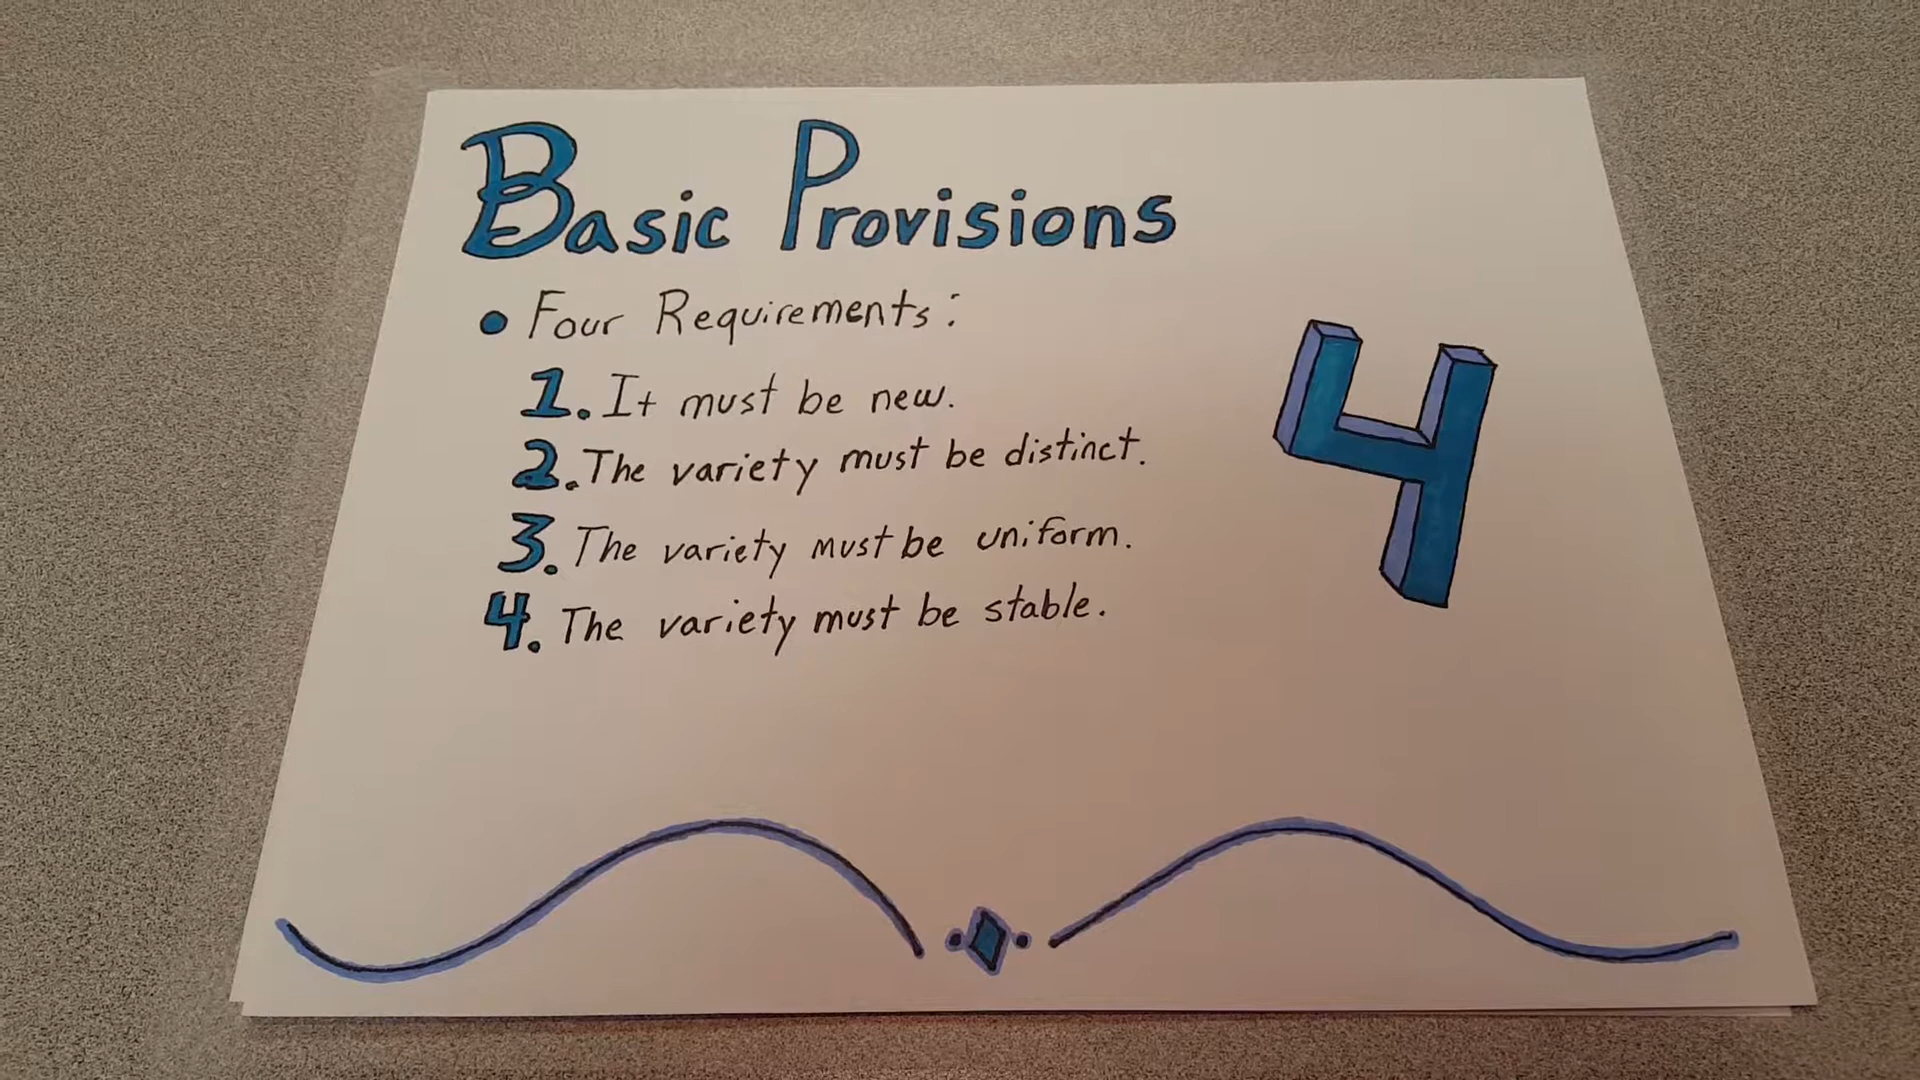 Basic Provisions
• Four Requirements:
1. It must be new.
2. The variety must be distinct.
3. The variety must be uniform.
4. The variety must be stable.
4